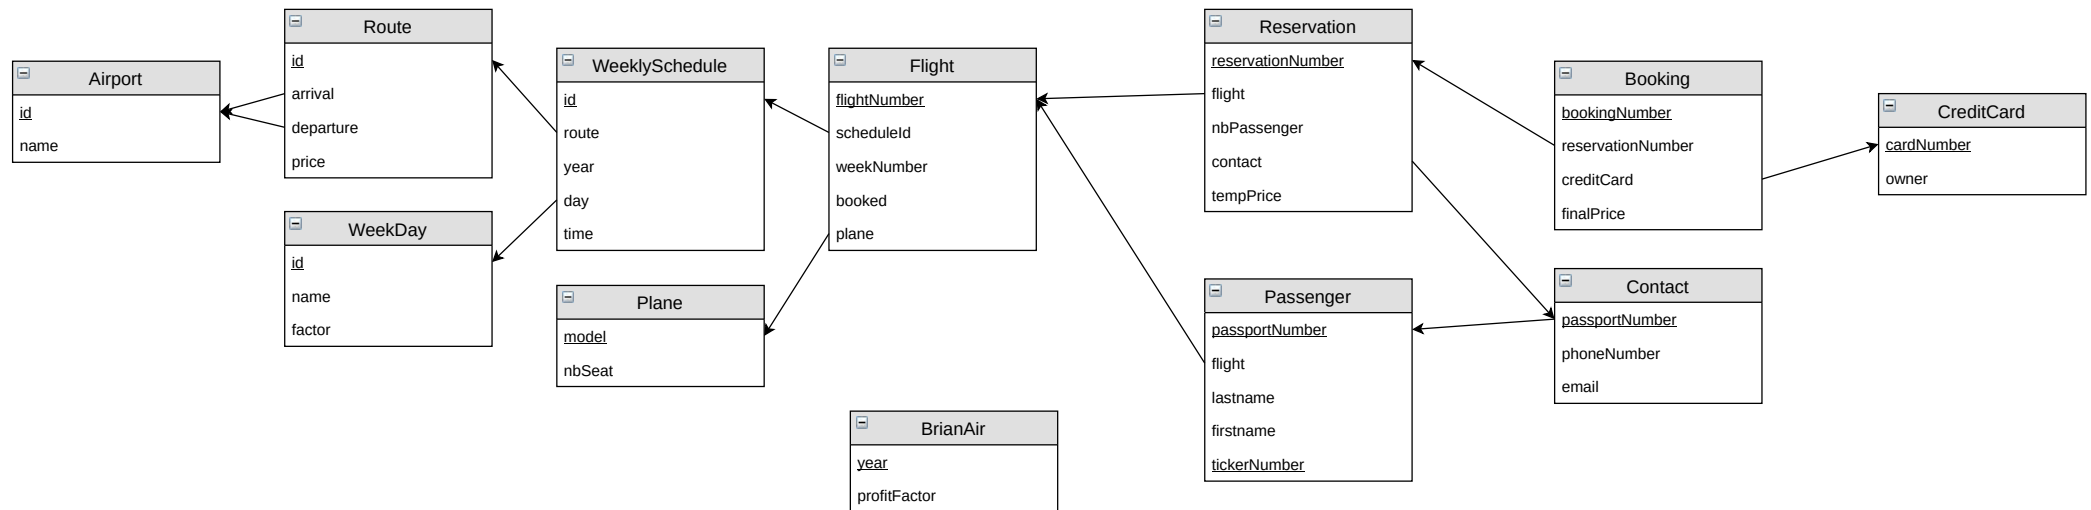 Airport
id
name
Route
id
arrival
departure
price
WeekDay
id
name
factor
WeeklySchedule
id
route
year
day
time
Plane
model
nbSeat
Flight
flightNumber
scheduleId
weekNumber
booked
plane
BrianAir
year
profitFactor
Reservation
reservationNumber
flight
nbPassenger
contact
tempPrice
Passenger
passportNumber
flight
lastname
firstname
tickerNumber
Booking
bookingNumber
reservationNumber
creditCard
finalPrice
Contact
passportNumber
phoneNumber
email
CreditCard
cardNumber
owner